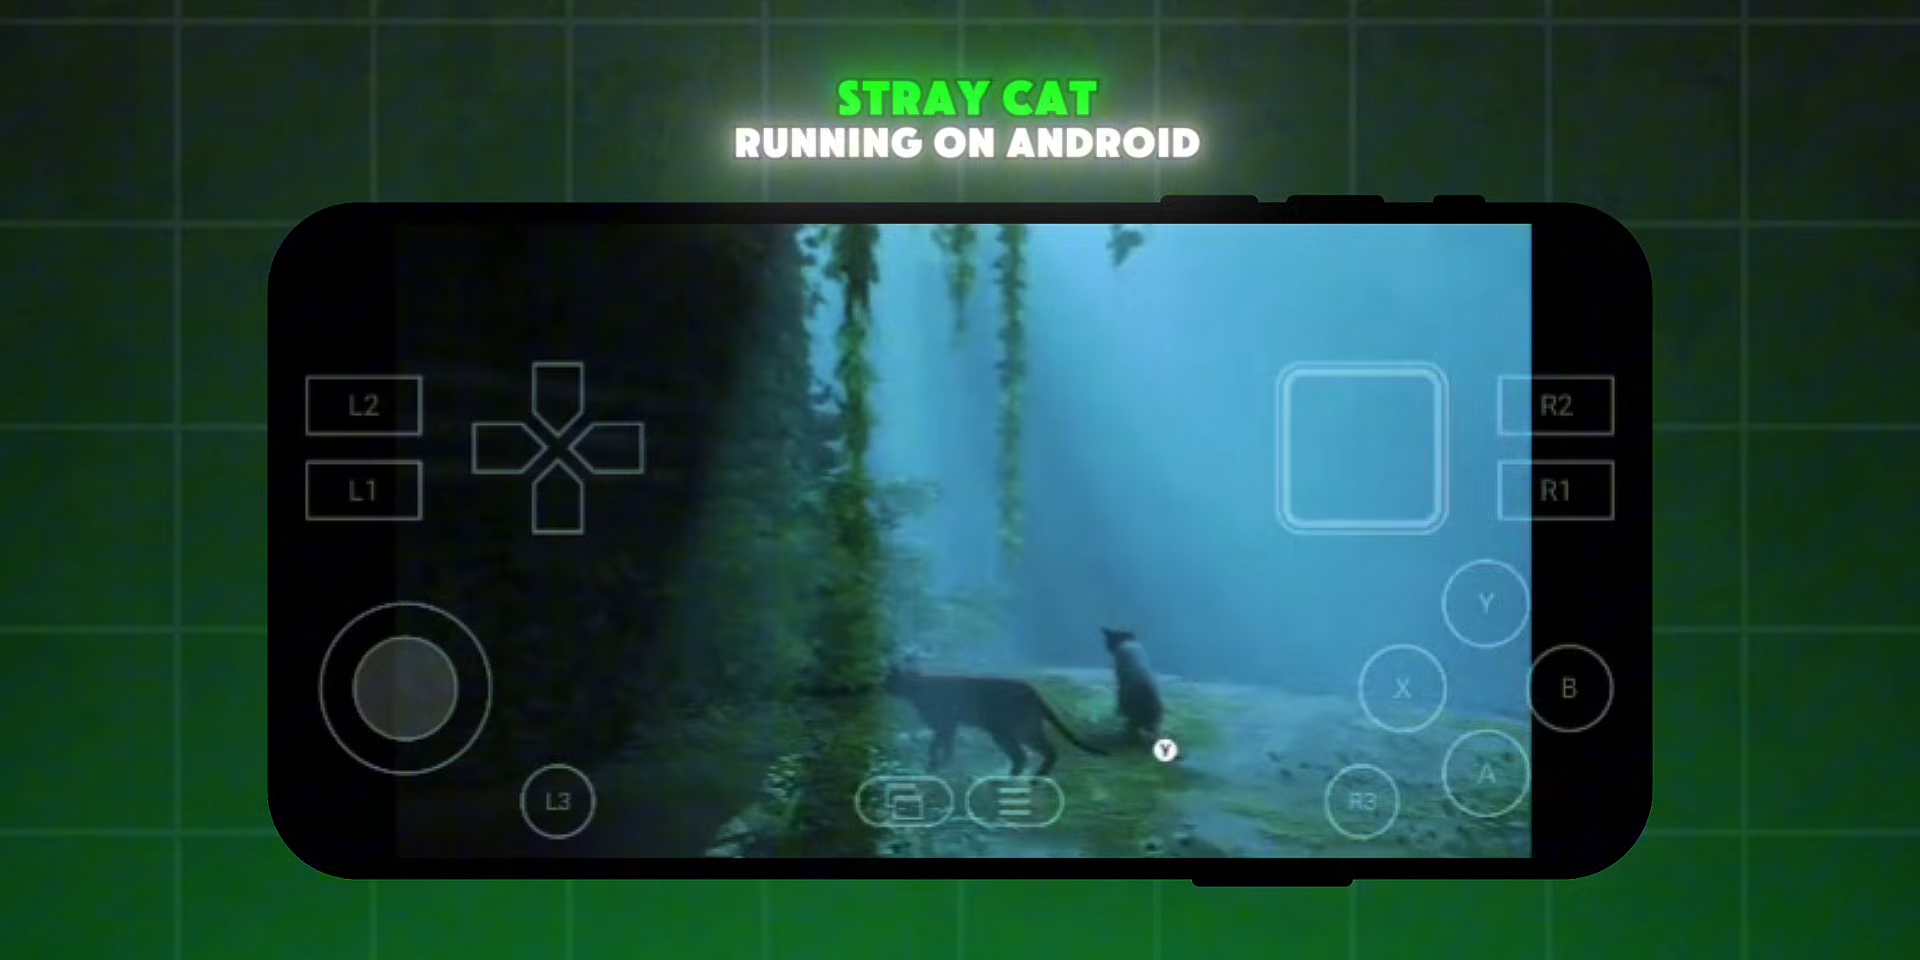 STRAY CAT
RUNNING ON ANDROID
L2
R2
L1
R1
Y
X
B
Y
A
L3
R3